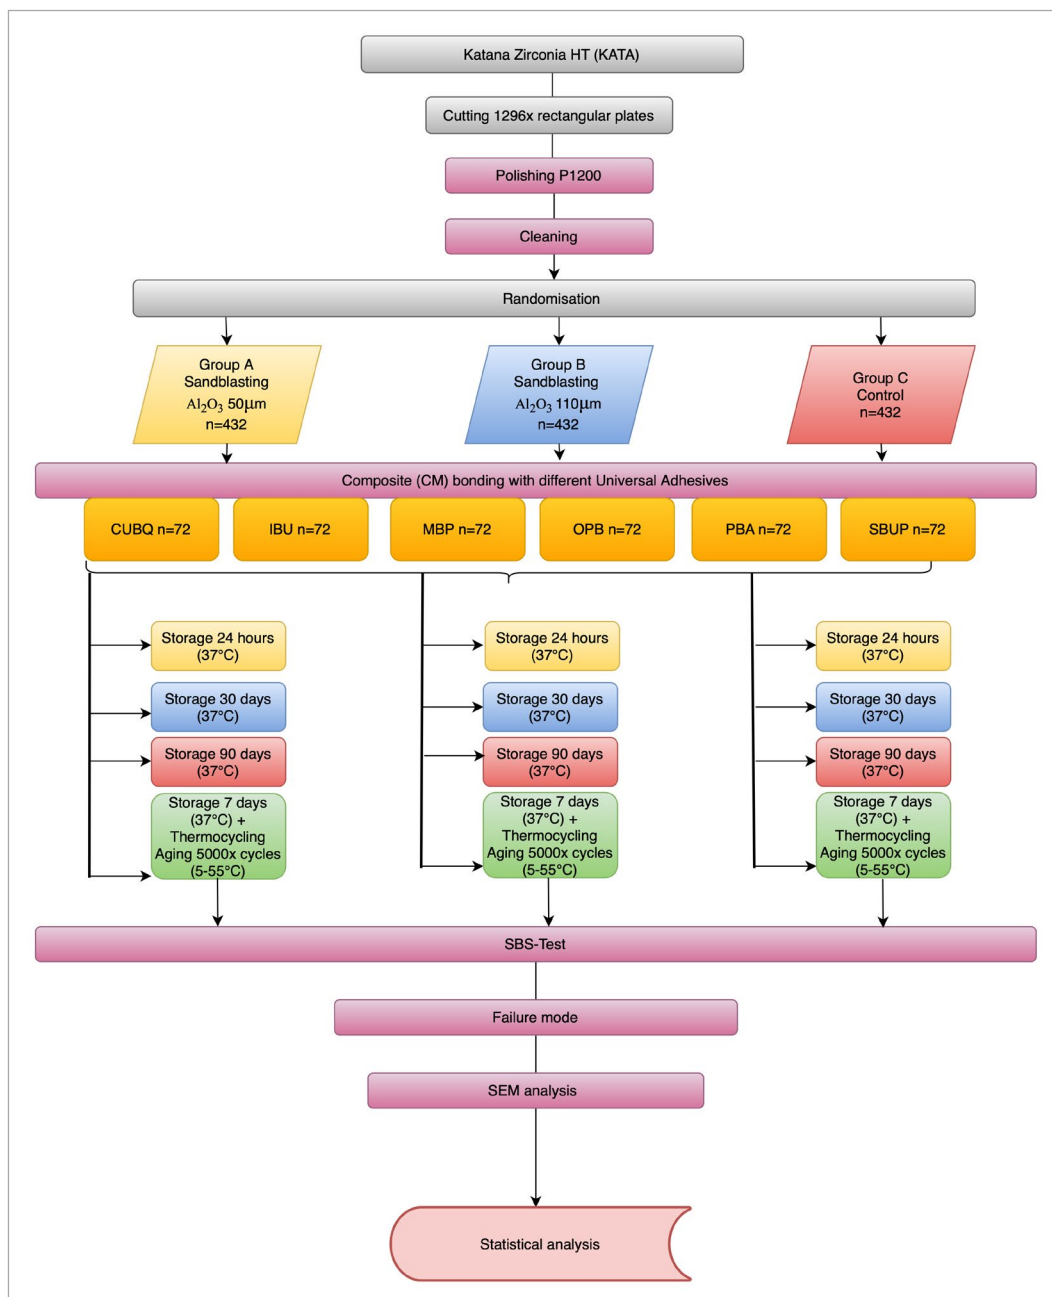 Katana Zirconia HT (KATA)
Cutting 1296x rectangular plates
Polishing P1200
Cleaning
Randomisation
Group A
Sandblasting
Al₂O₃ 50μm
n=432
Group B
Sandblasting
Al₂O₃ 110μm
n=432
Group C
Control
n=432
Composite (CM) bonding with different Universal Adhesives
CUBQ n=72
IBU n=72
MBP n=72
OPB n=72
PBA n=72
SBUP n=72
Storage 24 hours
(37°C)
Storage 30 days
(37°C)
Storage 90 days
(37°C)
Storage 7 days
(37°C) +
Thermocycling
Aging 5000x cycles
(5-55°C)
Storage 24 hours
(37°C)
Storage 30 days
(37°C)
Storage 90 days
(37°C)
Storage 7 days
(37°C) +
Thermocycling
Aging 5000x cycles
(5-55°C)
Storage 24 hours
(37°C)
Storage 30 days
(37°C)
Storage 90 days
(37°C)
Storage 7 days
(37°C) +
Thermocycling
Aging 5000x cycles
(5-55°C)
SBS-Test
Failure mode
SEM analysis
Statistical analysis